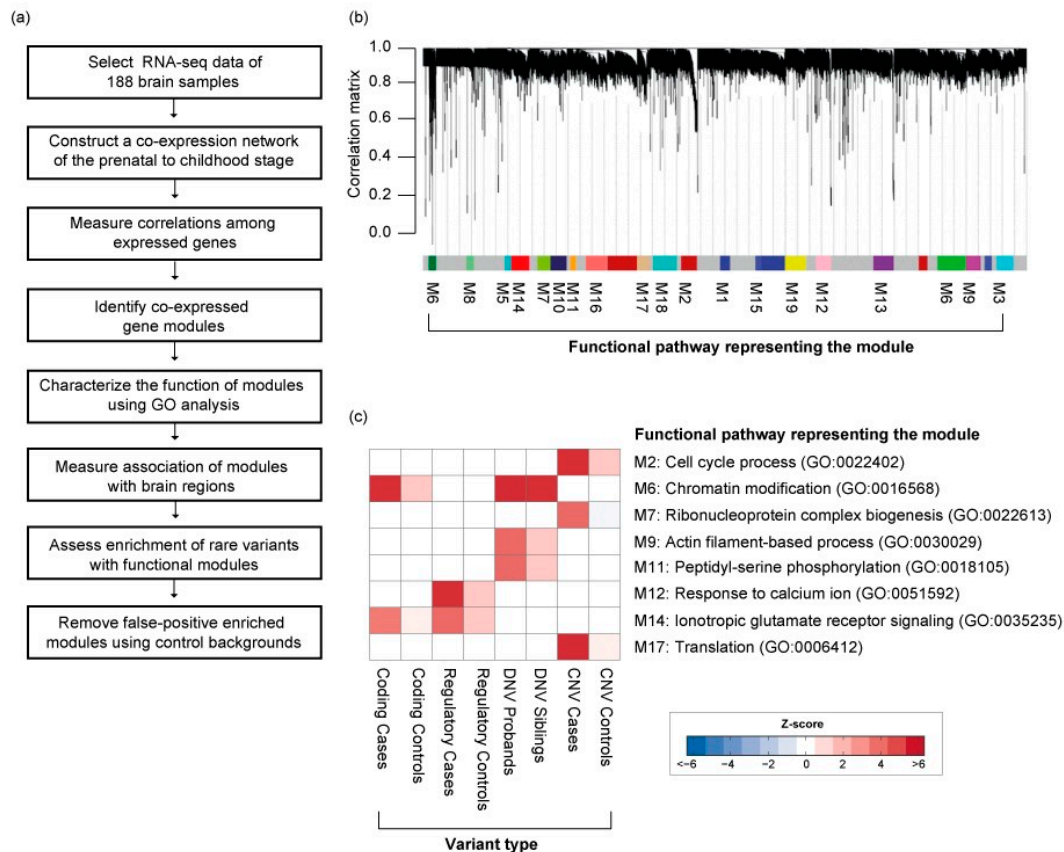 (a)
Select RNA-seq data of
188 brain samples
Construct a co-expression network
of the prenatal to childhood stage
Measure correlations among
expressed genes
Identify co-expressed
gene modules
Characterize the function of modules
using GO analysis
Measure association of modules
with brain regions
Assess enrichment of rare variants
with functional modules
Remove false-positive enriched
modules using control backgrounds
(b)
Correlation matrix
1.0
0.8
0.6
0.4
0.2
0.0
M6
M8
M5
M14
M7
M10
M11
M16
M17
M18
M2
M1
M15
M19
M12
M13
M6
M9
M3
Functional pathway representing the module
(c)
Functional pathway representing the module
M2: Cell cycle process (GO:0022402)
M6: Chromatin modification (GO:0016568)
M7: Ribonucleoprotein complex biogenesis (GO:0022613)
M9: Actin filament-based process (GO:0030029)
M11: Peptidyl-serine phosphorylation (GO:0018105)
M12: Response to calcium ion (GO:0051592)
M14: Ionotropic glutamate receptor signaling (GO:0035235)
M17: Translation (GO:0006412)
Coding Cases
Coding Controls
Regulatory Cases
Regulatory Controls
DNV Probands
DNV Siblings
CNV Cases
CNV Controls
Variant type
Z-score
<−6 −4 −2 0 2 4 >6